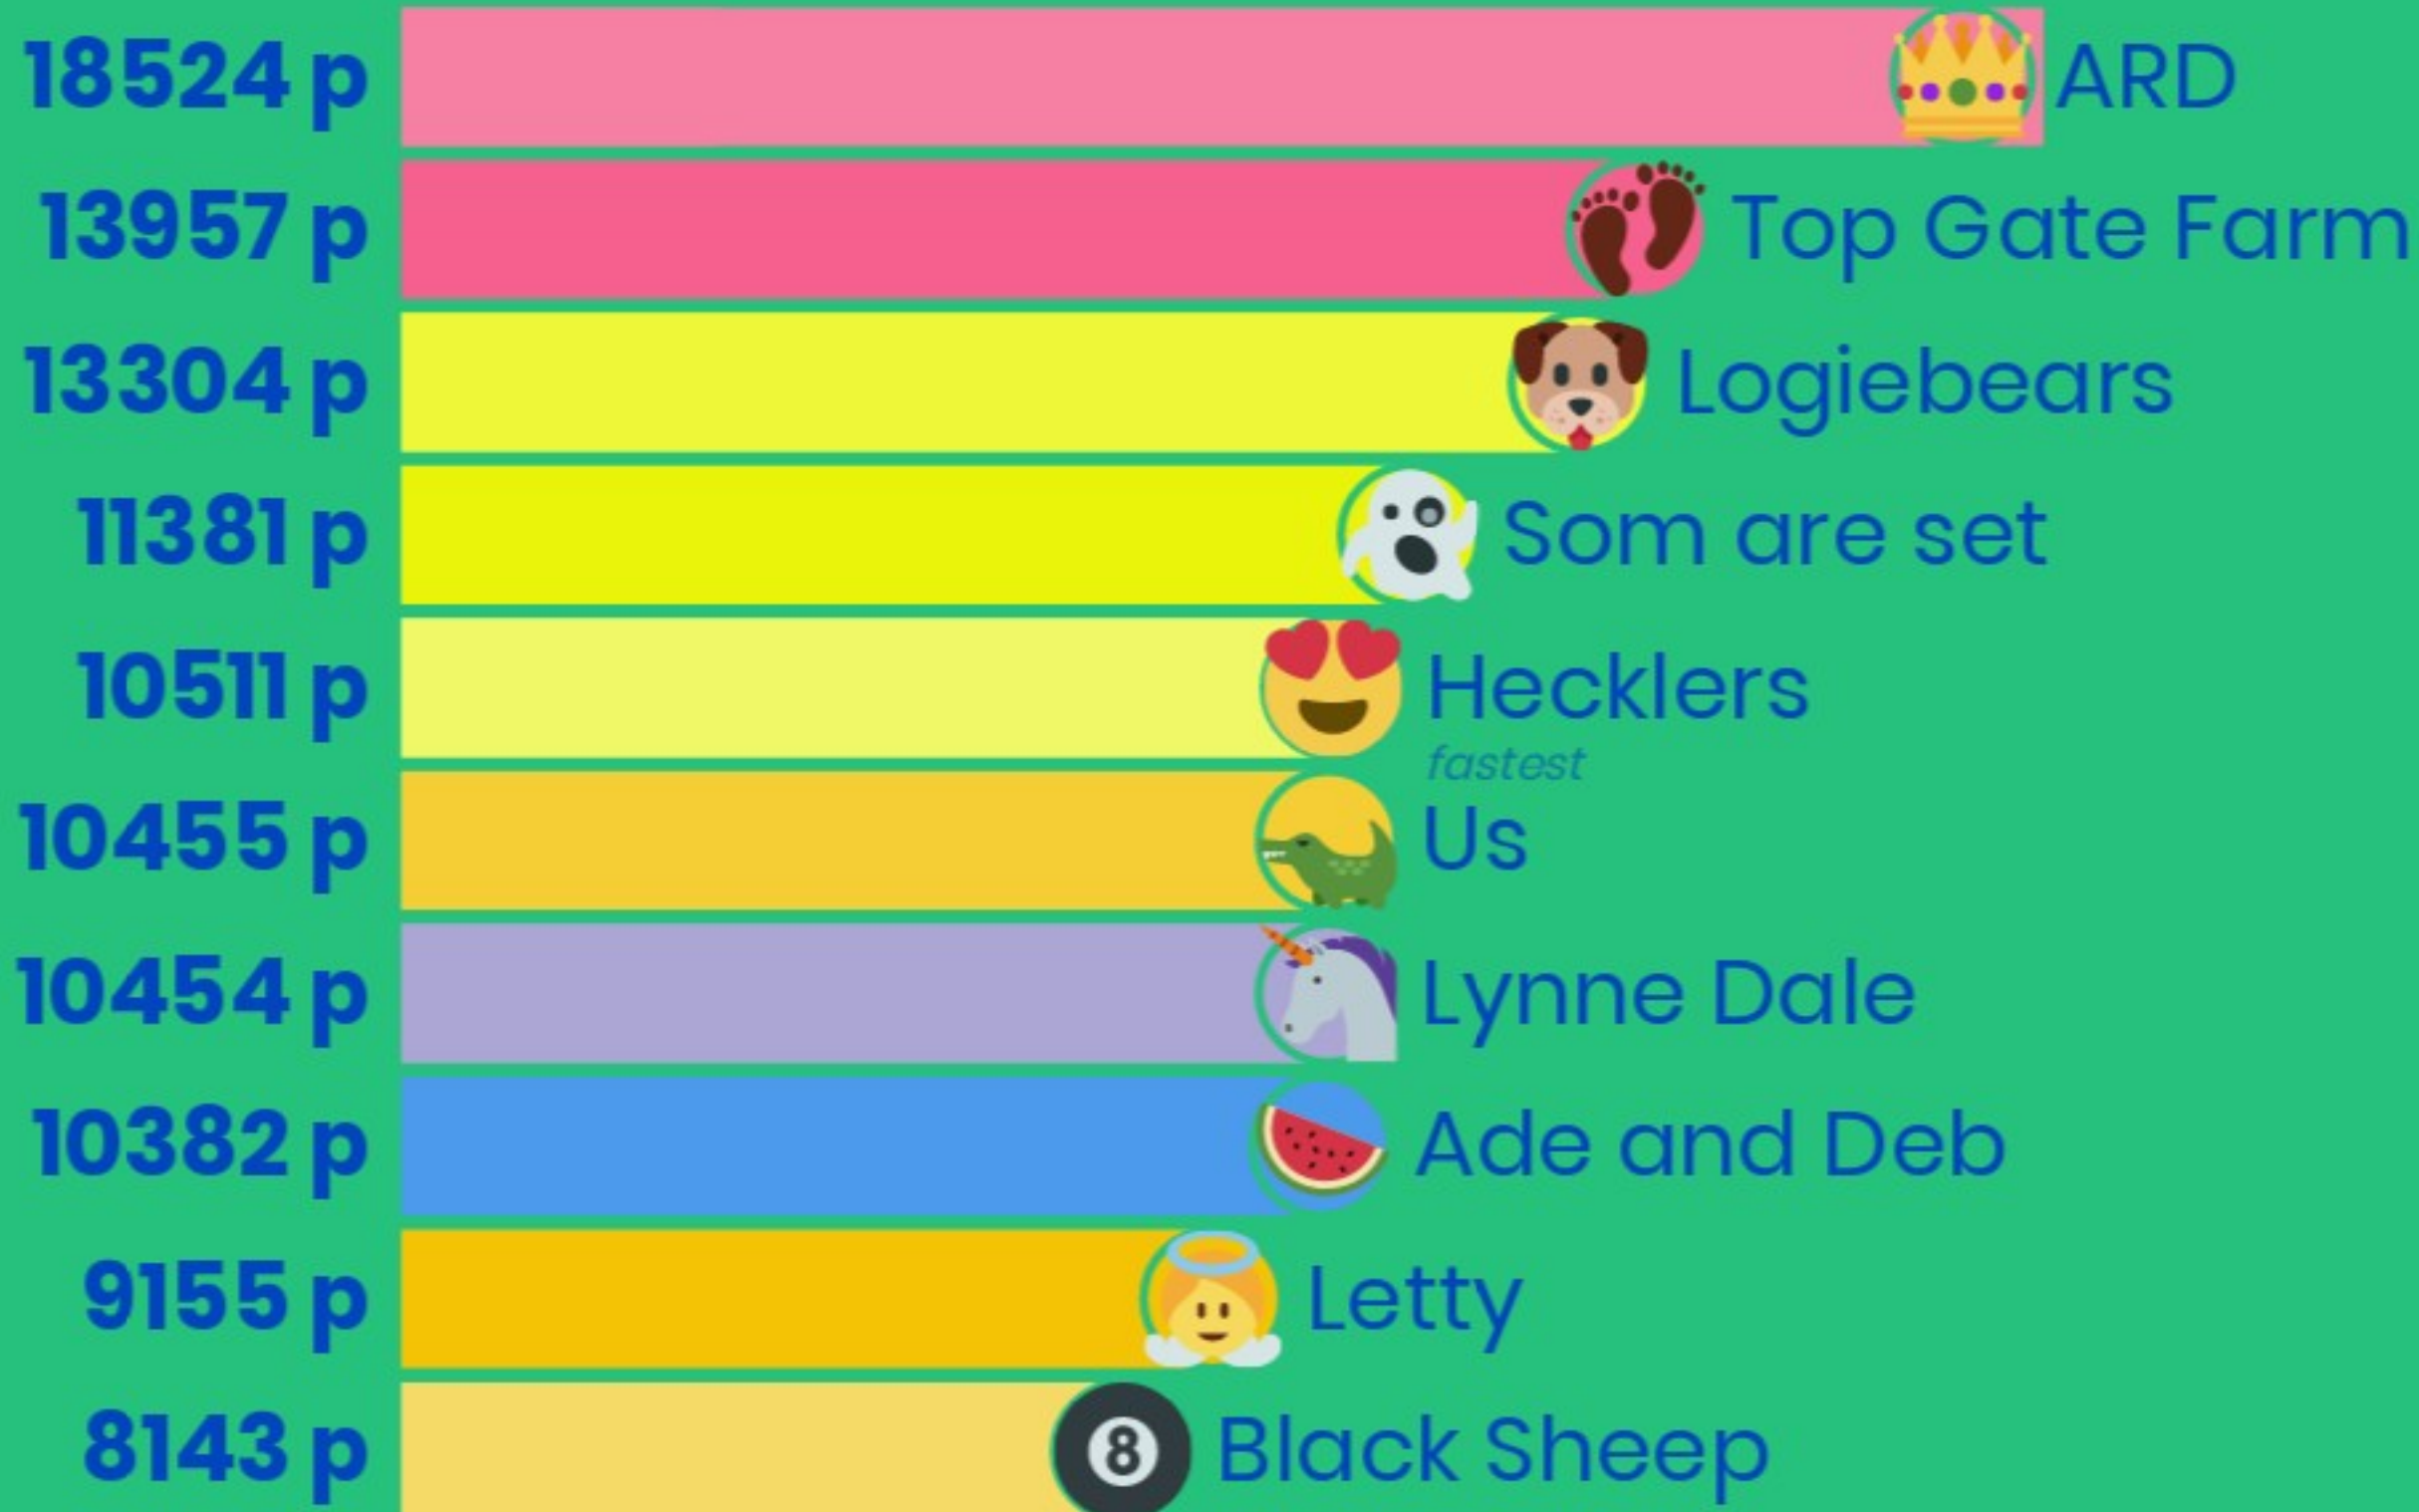 18524 p ARD
13957 p Top Gate Farm
13304 p Logiebears
11381 p Som are set
10511 p Hecklers
fastest
10455 p Us
10454 p Lynne Dale
10382 p Ade and Deb
9155 p Letty
8143 p 8 Black Sheep